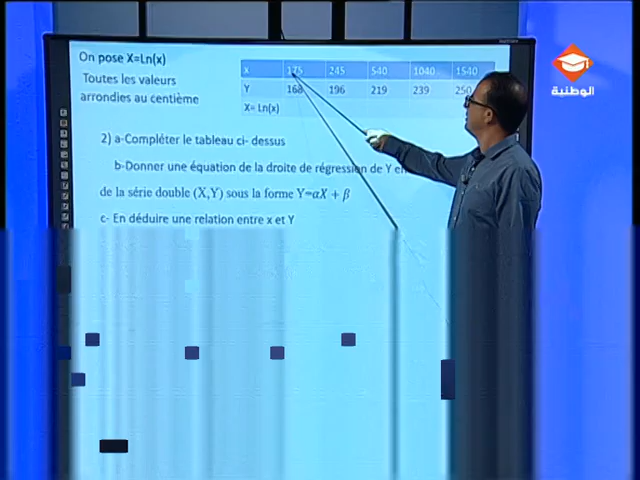 On pose X=Ln(x)
Toutes les valeurs
arrondies au centième
x 175 245 540 1040 1540
Y 168 196 219 239 250
X= Ln(x)
2) a-Compléter le tableau ci- dessus
b-Donner une équation de la droite de régression de Y en
de la série double (X,Y) sous la forme Y=αX + β
c- En déduire une relation entre x et Y
الوطنية